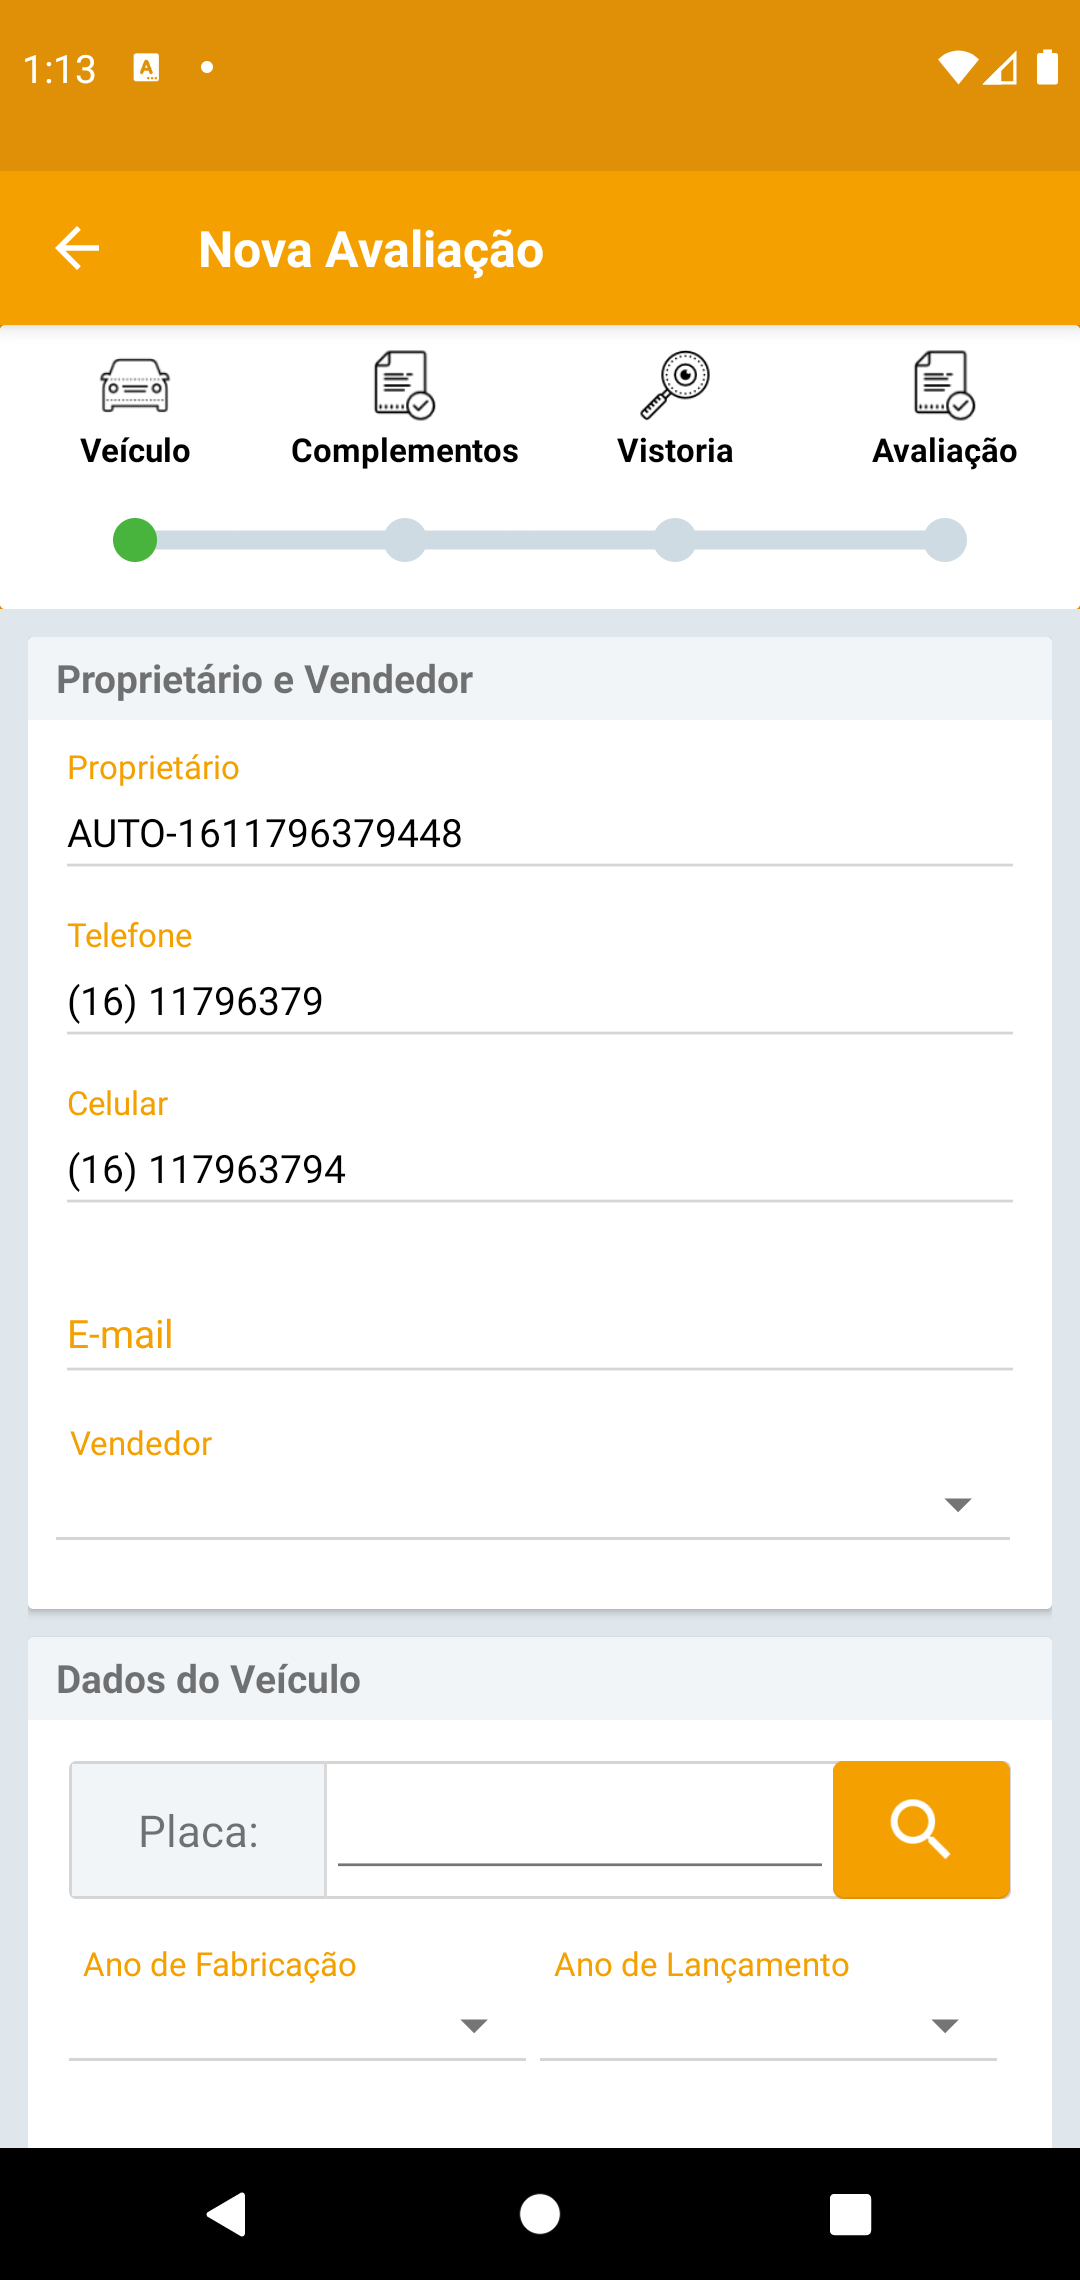 1:13
Nova Avaliação
Veículo Complementos Vistoria Avaliação
Proprietário e Vendedor
Proprietário
AUTO-1611796379448
Telefone
(16) 11796379
Celular
(16) 117963794
E-mail
Vendedor
Dados do Veículo
Placa:
Ano de Fabricação Ano de Lançamento